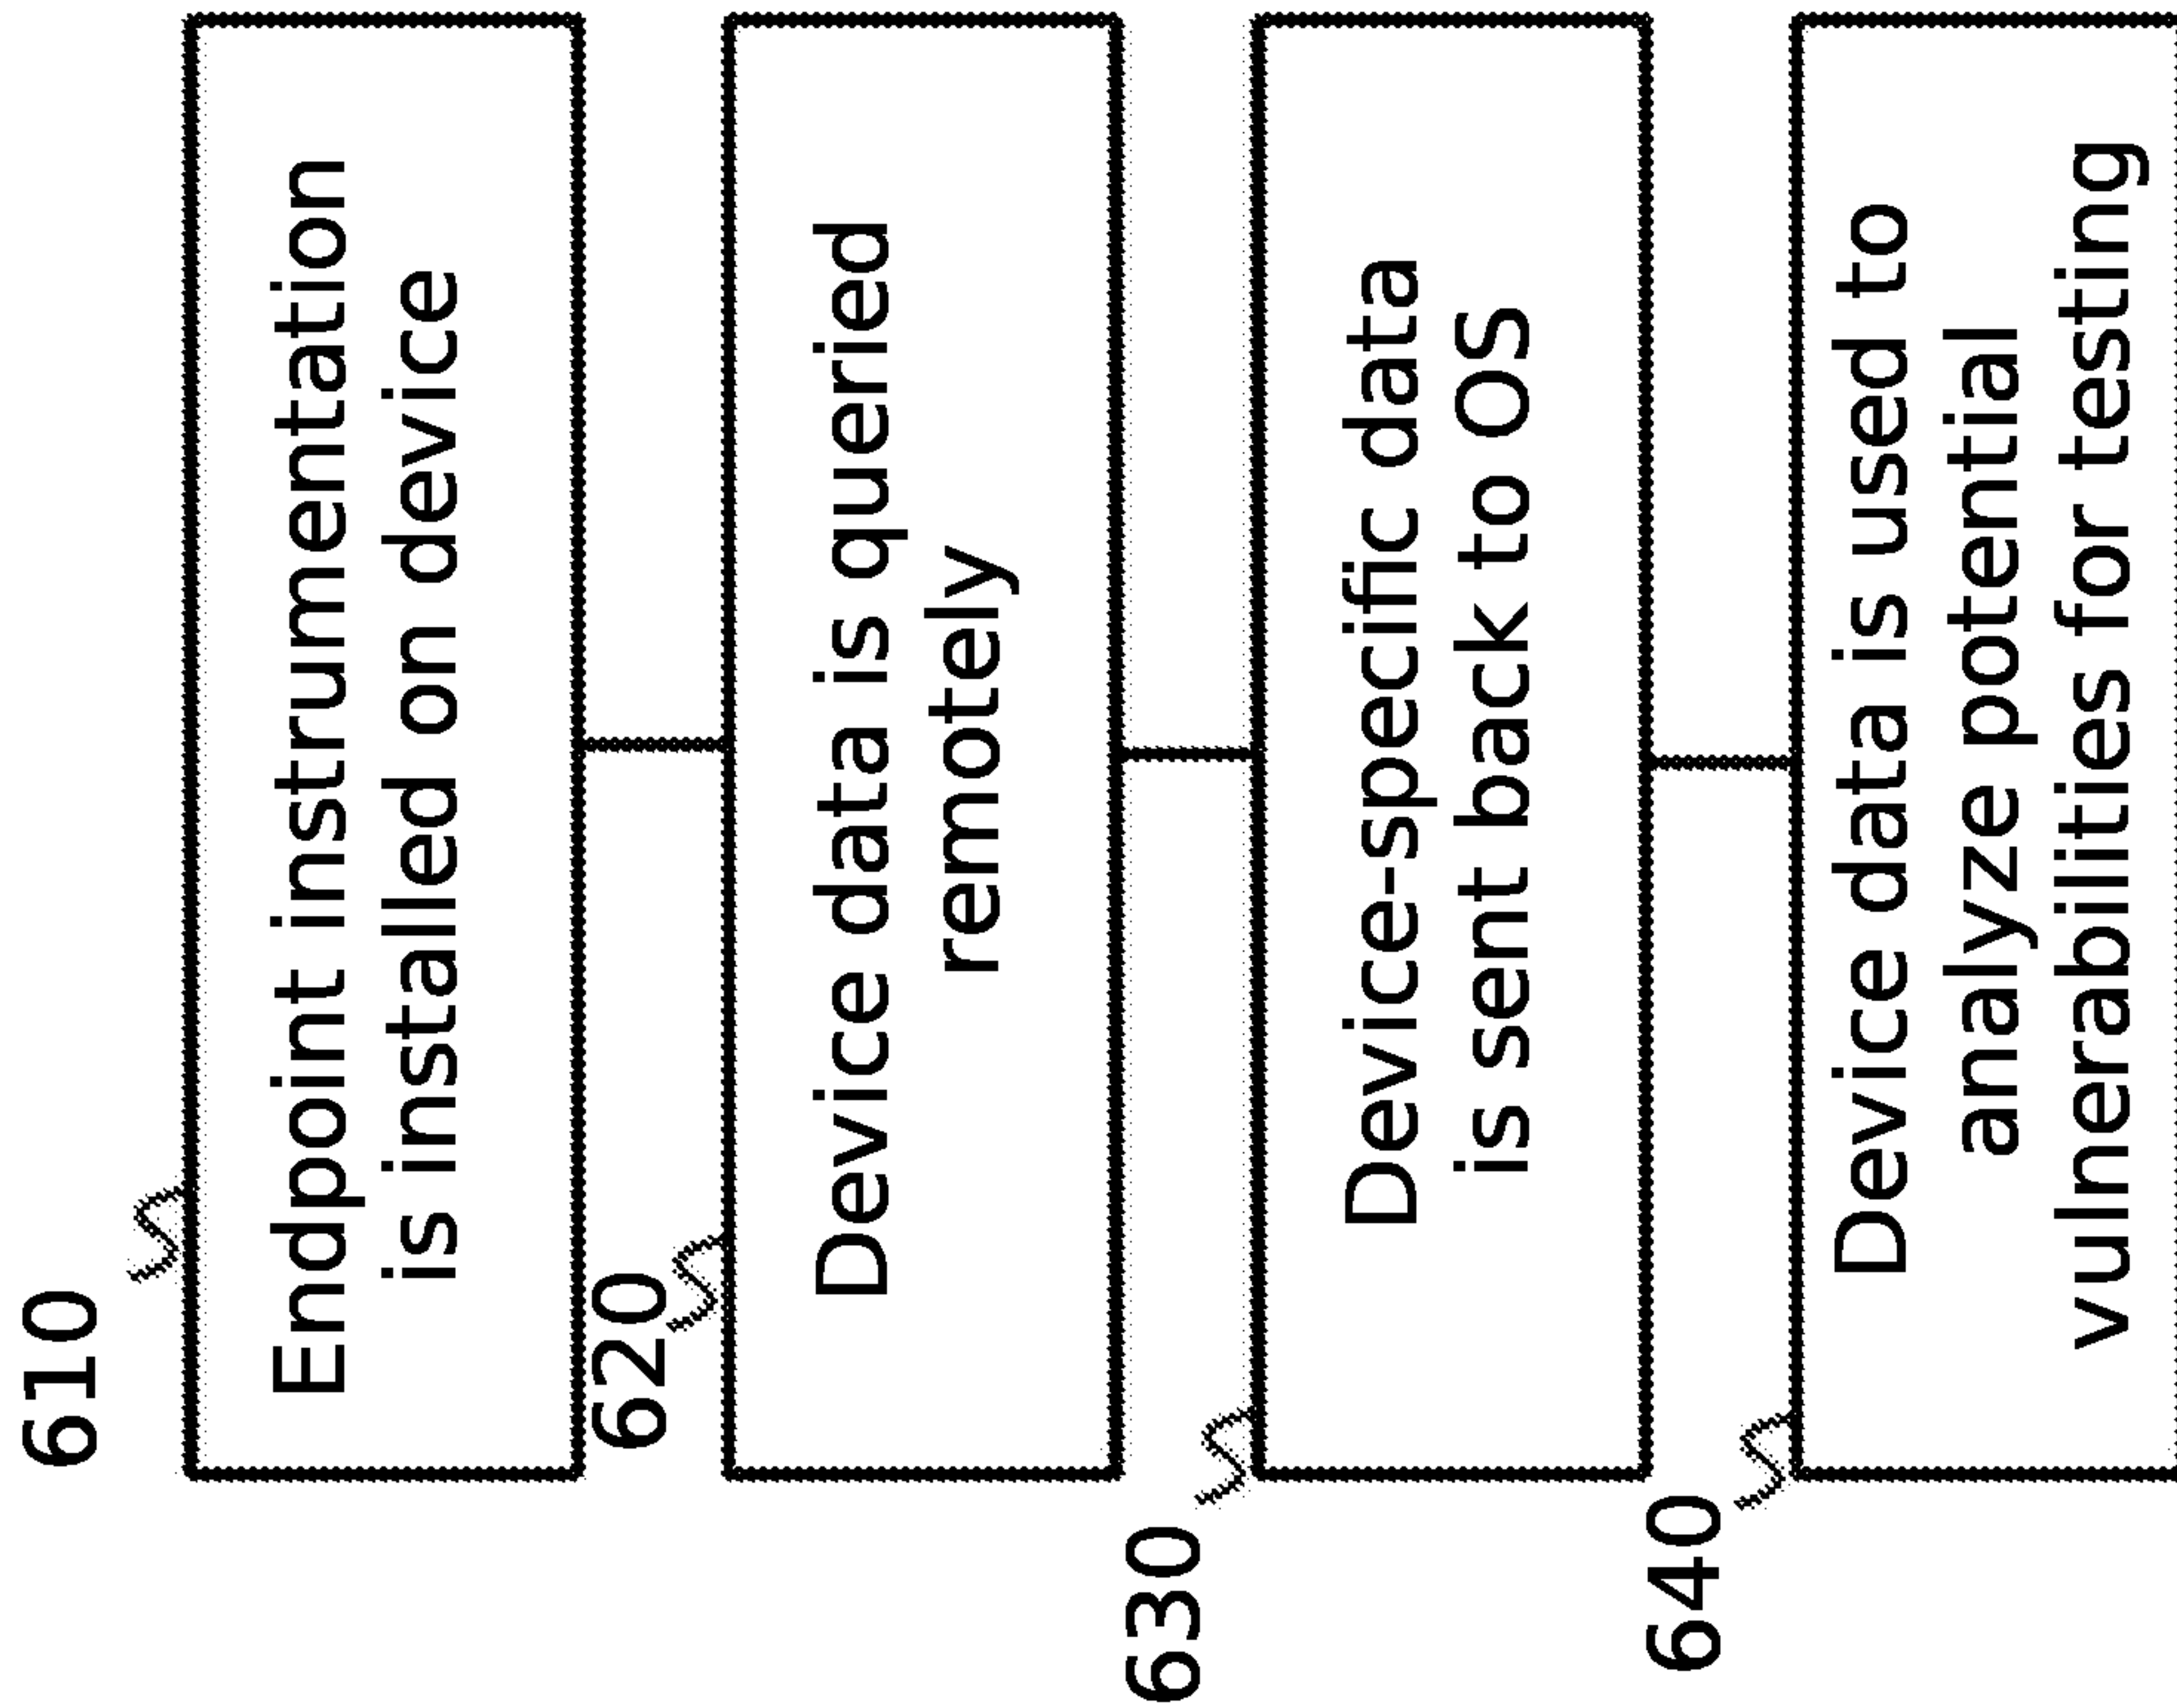 610
Endpoint instrumentation
is installed on device
620
Device data is queried
remotely
630
Device-specific data
is sent back to OS
640
Device data is used to
analyze potential
vulnerabilities for testing